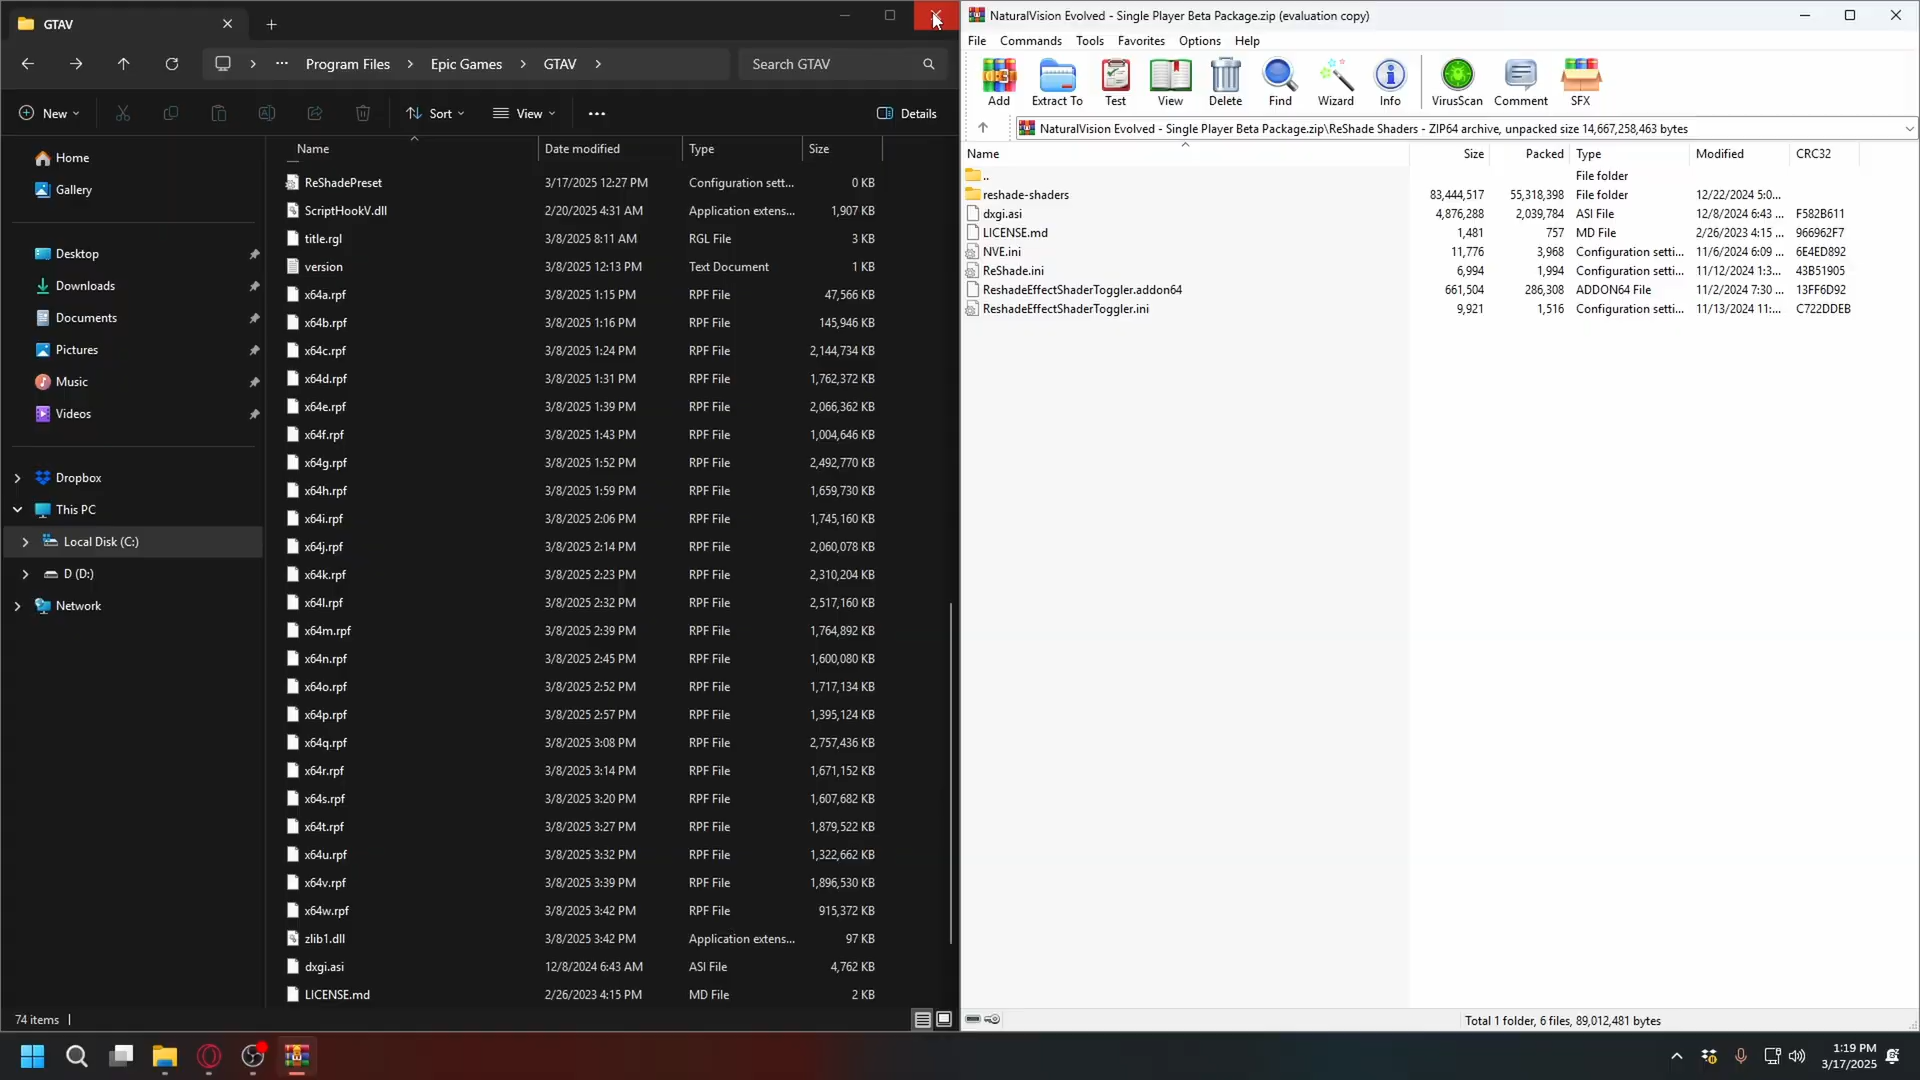 GTAV
Program Files
Epic Games
GTAV
Search GTAV
New
Sort
View
Details
Home
Gallery
Desktop
Downloads
Documents
Pictures
Music
Videos
Dropbox
This PC
Local Disk (C:)
D (D:)
Network
Name Date modified Type Size
ReShadePreset 3/17/2025 12:27 PM Configuration sett... 0 KB
ScriptHookV.dll 2/20/2025 4:31 AM Application extens... 1,907 KB
title.rgl 3/8/2025 8:11 AM RGL File 3 KB
version 3/8/2025 12:13 PM Text Document 1 KB
x64a.rpf 3/8/2025 1:15 PM RPF File 47,566 KB
x64b.rpf 3/8/2025 1:16 PM RPF File 145,946 KB
x64c.rpf 3/8/2025 1:24 PM RPF File 2,144,734 KB
x64d.rpf 3/8/2025 1:31 PM RPF File 1,762,372 KB
x64e.rpf 3/8/2025 1:39 PM RPF File 2,066,362 KB
x64f.rpf 3/8/2025 1:43 PM RPF File 1,004,646 KB
x64g.rpf 3/8/2025 1:52 PM RPF File 2,492,770 KB
x64h.rpf 3/8/2025 1:59 PM RPF File 1,659,730 KB
x64i.rpf 3/8/2025 2:06 PM RPF File 1,745,160 KB
x64j.rpf 3/8/2025 2:14 PM RPF File 2,060,078 KB
x64k.rpf 3/8/2025 2:23 PM RPF File 2,310,204 KB
x64l.rpf 3/8/2025 2:32 PM RPF File 2,517,160 KB
x64m.rpf 3/8/2025 2:39 PM RPF File 1,764,892 KB
x64n.rpf 3/8/2025 2:45 PM RPF File 1,600,080 KB
x64o.rpf 3/8/2025 2:52 PM RPF File 1,717,134 KB
x64p.rpf 3/8/2025 2:57 PM RPF File 1,395,124 KB
x64q.rpf 3/8/2025 3:08 PM RPF File 2,757,436 KB
x64r.rpf 3/8/2025 3:14 PM RPF File 1,671,152 KB
x64s.rpf 3/8/2025 3:20 PM RPF File 1,607,682 KB
x64t.rpf 3/8/2025 3:27 PM RPF File 1,879,522 KB
x64u.rpf 3/8/2025 3:32 PM RPF File 1,322,662 KB
x64v.rpf 3/8/2025 3:39 PM RPF File 1,896,530 KB
x64w.rpf 3/8/2025 3:42 PM RPF File 915,372 KB
zlib1.dll 3/8/2025 3:42 PM Application extens... 97 KB
dxgi.asi 12/8/2024 6:43 AM ASI File 4,762 KB
LICENSE.md 2/26/2023 4:15 PM MD File 2 KB
74 items
NaturalVision Evolved - Single Player Beta Package.zip (evaluation copy)
File Commands Tools Favorites Options Help
Add Extract To Test View Delete Find Wizard Info VirusScan Comment SFX
NaturalVision Evolved - Single Player Beta Package.zip\ReShade Shaders - ZIP64 archive, unpacked size 14,667,258,463 bytes
Name Size Packed Type Modified CRC32
.. File folder
reshade-shaders 83,444,517 55,318,398 File folder 12/22/2024 5:0...
dxgi.asi 4,876,288 2,039,784 ASI File 12/8/2024 6:43 ... F582B611
LICENSE.md 1,481 757 MD File 2/26/2023 4:15 ... 966962F7
NVE.ini 11,776 3,968 Configuration setti... 11/6/2024 6:09 ... 6E4ED892
ReShade.ini 6,994 1,994 Configuration setti... 11/12/2024 1:3... 43B51905
ReshadeEffectShaderToggler.addon64 661,504 286,308 ADDON64 File 11/2/2024 7:30 ... 13FF6D92
ReshadeEffectShaderToggler.ini 9,921 1,516 Configuration setti... 11/13/2024 11:... C722DDEB
Total 1 folder, 6 files, 89,012,481 bytes
1:19 PM
3/17/2025